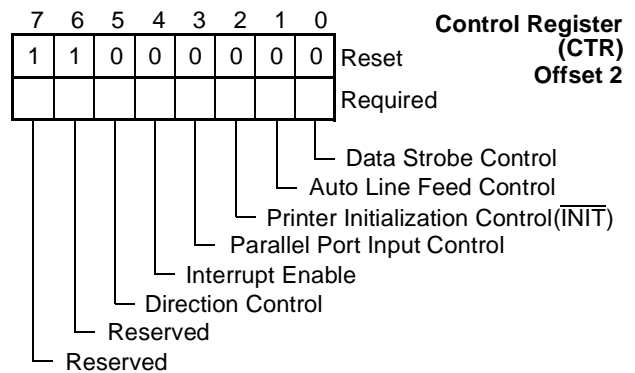 7 6 5 4 3 2 1 0
Control Register
(CTR)
Offset 2
1 1 0 0 0 0 0 0 Reset
Required
Data Strobe Control
Auto Line Feed Control
Printer Initialization Control(I̅N̅I̅T̅)
Parallel Port Input Control
Interrupt Enable
Direction Control
Reserved
Reserved